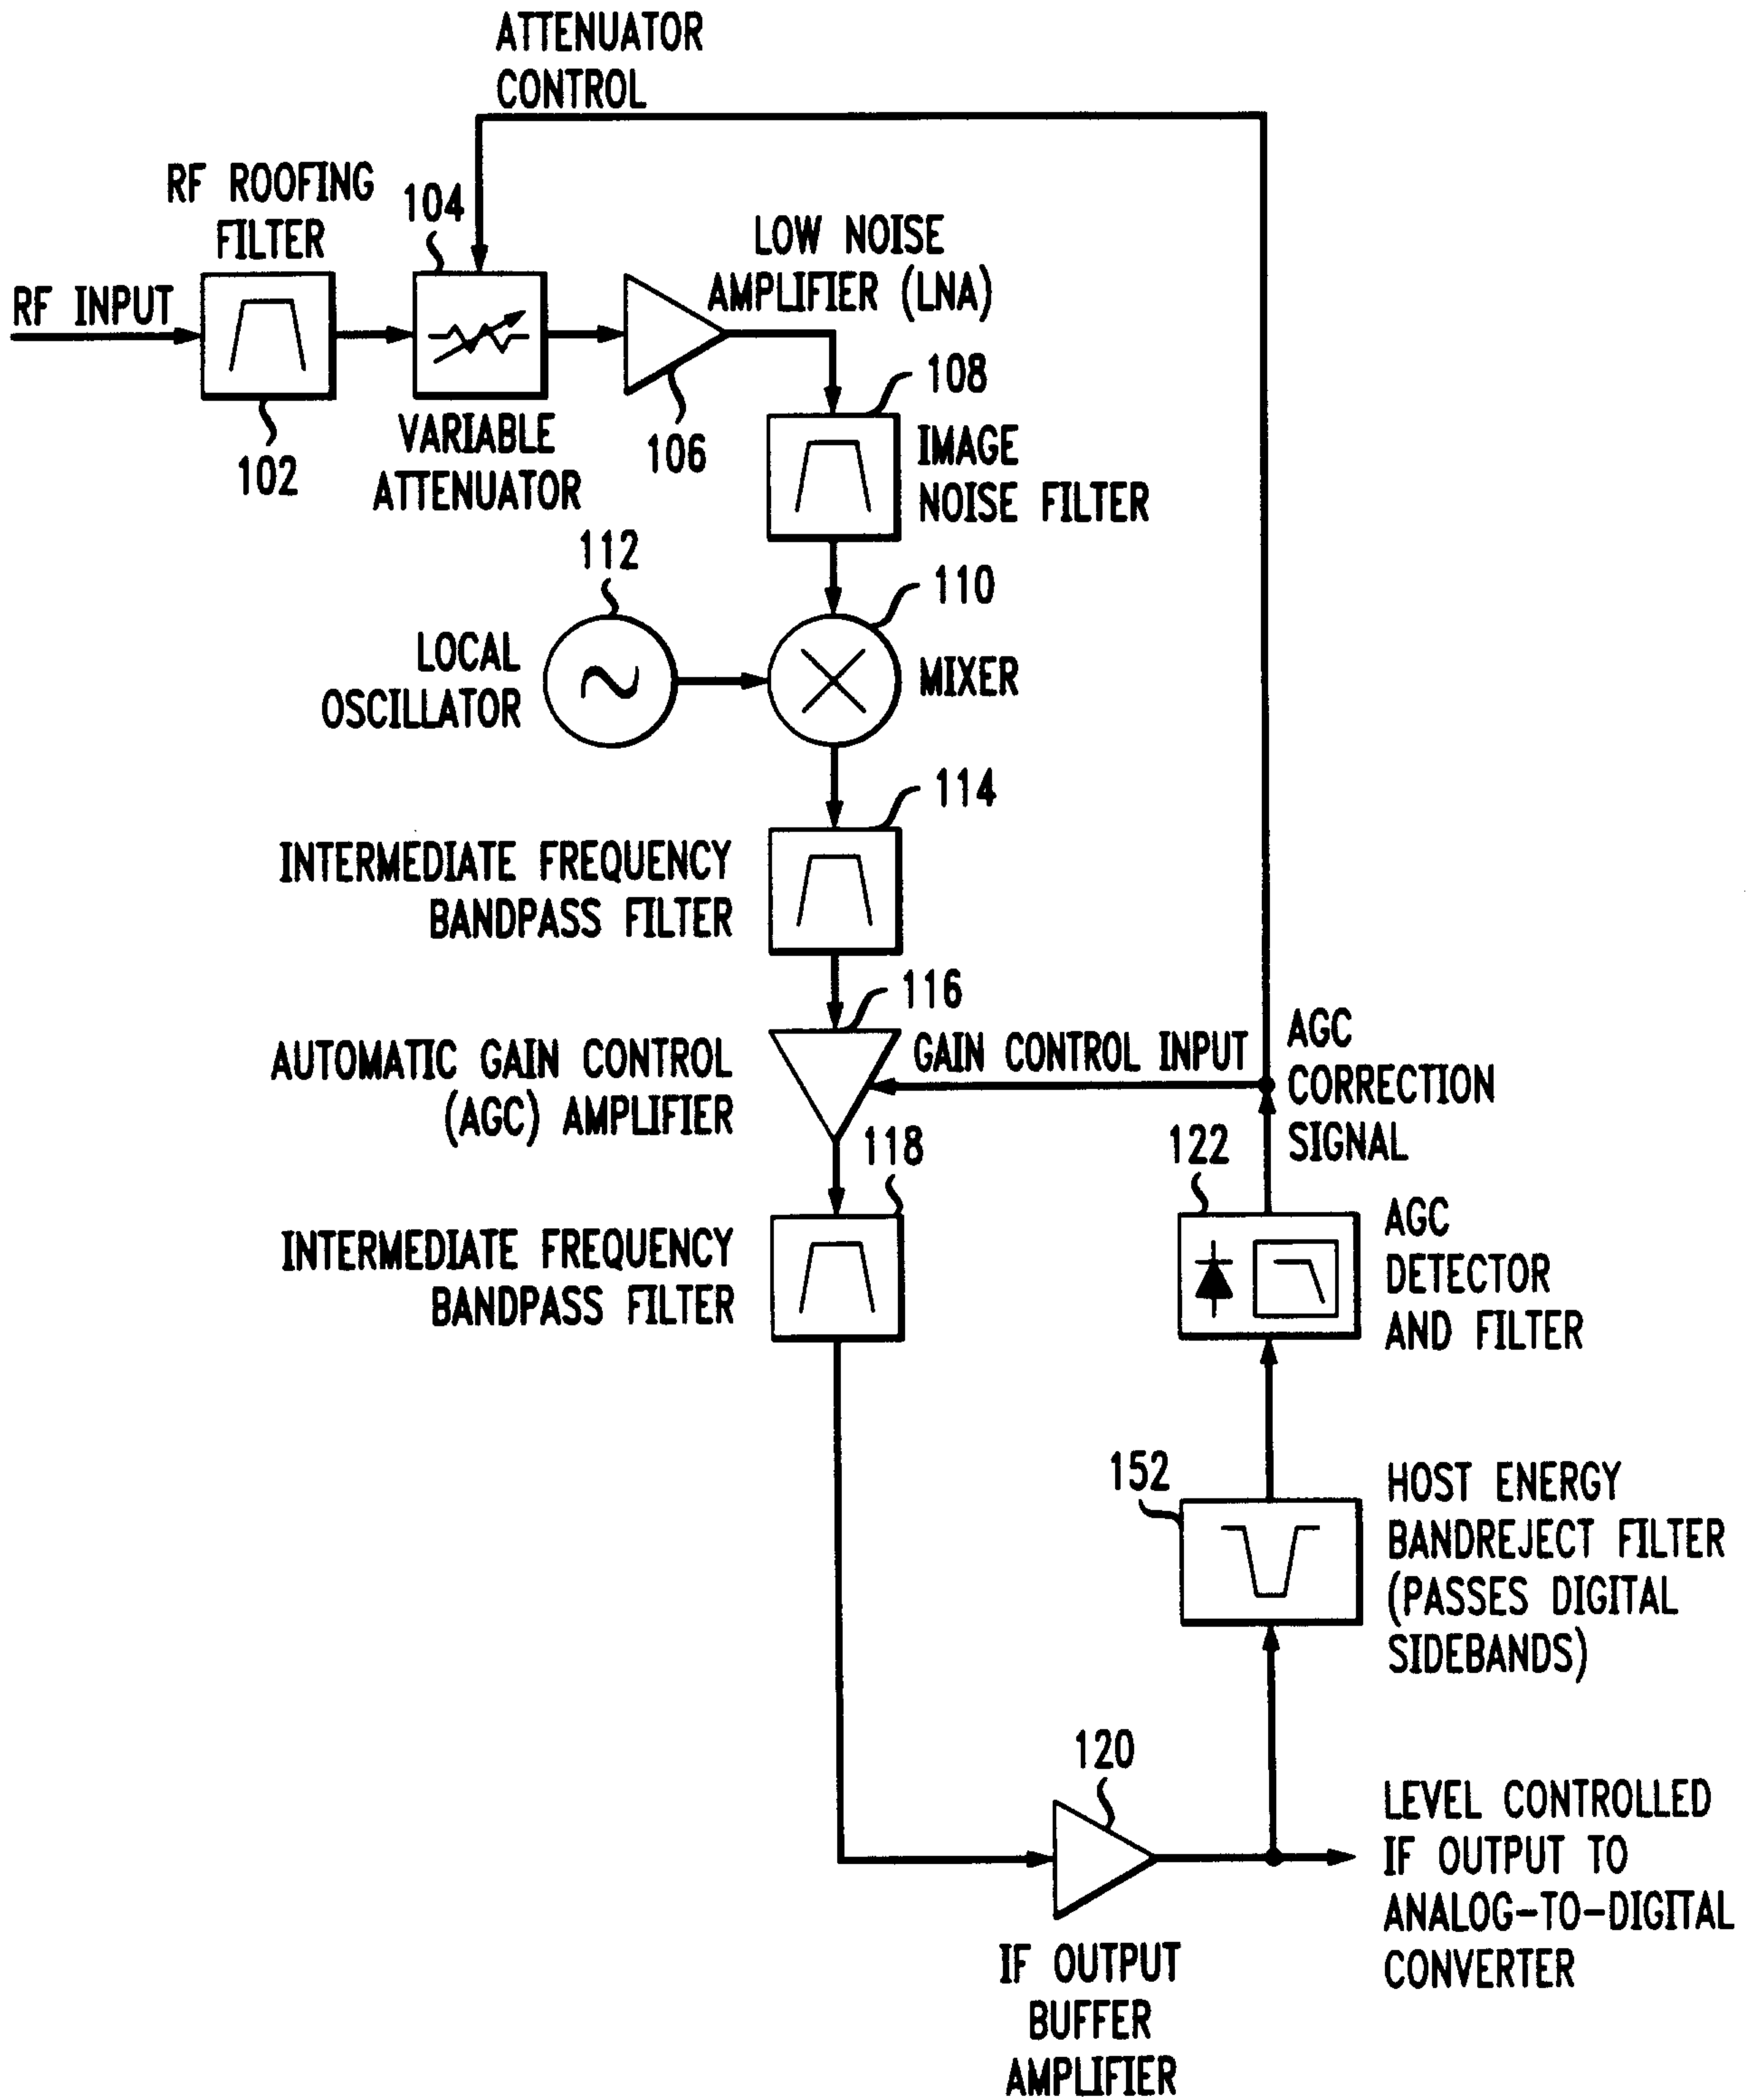 ATTENUATOR
CONTROL
RF ROOFING
FILTER
104
LOW NOISE
AMPLIFIER (LNA)
RF INPUT
102
VARIABLE
ATTENUATOR
106
108
IMAGE
NOISE FILTER
112
110
LOCAL
OSCILLATOR
MIXER
114
INTERMEDIATE FREQUENCY
BANDPASS FILTER
116
AUTOMATIC GAIN CONTROL
(AGC) AMPLIFIER
GAIN CONTROL INPUT
AGC
CORRECTION
SIGNAL
118
122
INTERMEDIATE FREQUENCY
BANDPASS FILTER
AGC
DETECTOR
AND FILTER
152
HOST ENERGY
BANDREJECT FILTER
(PASSES DIGITAL
SIDEBANDS)
120
LEVEL CONTROLLED
IF OUTPUT TO
ANALOG-TO-DIGITAL
CONVERTER
IF OUTPUT
BUFFER
AMPLIFIER